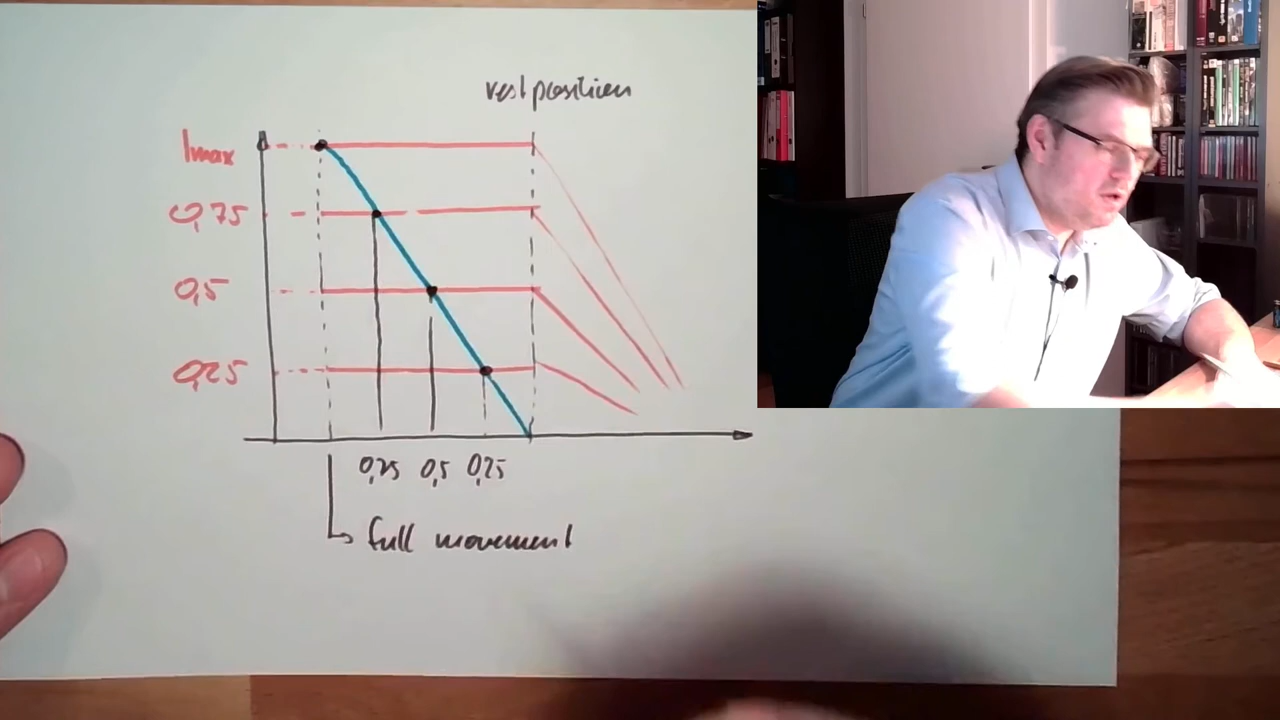 rest position
Imax
0,75
0,5
0,25
0,25 0,5 0,75
full movement